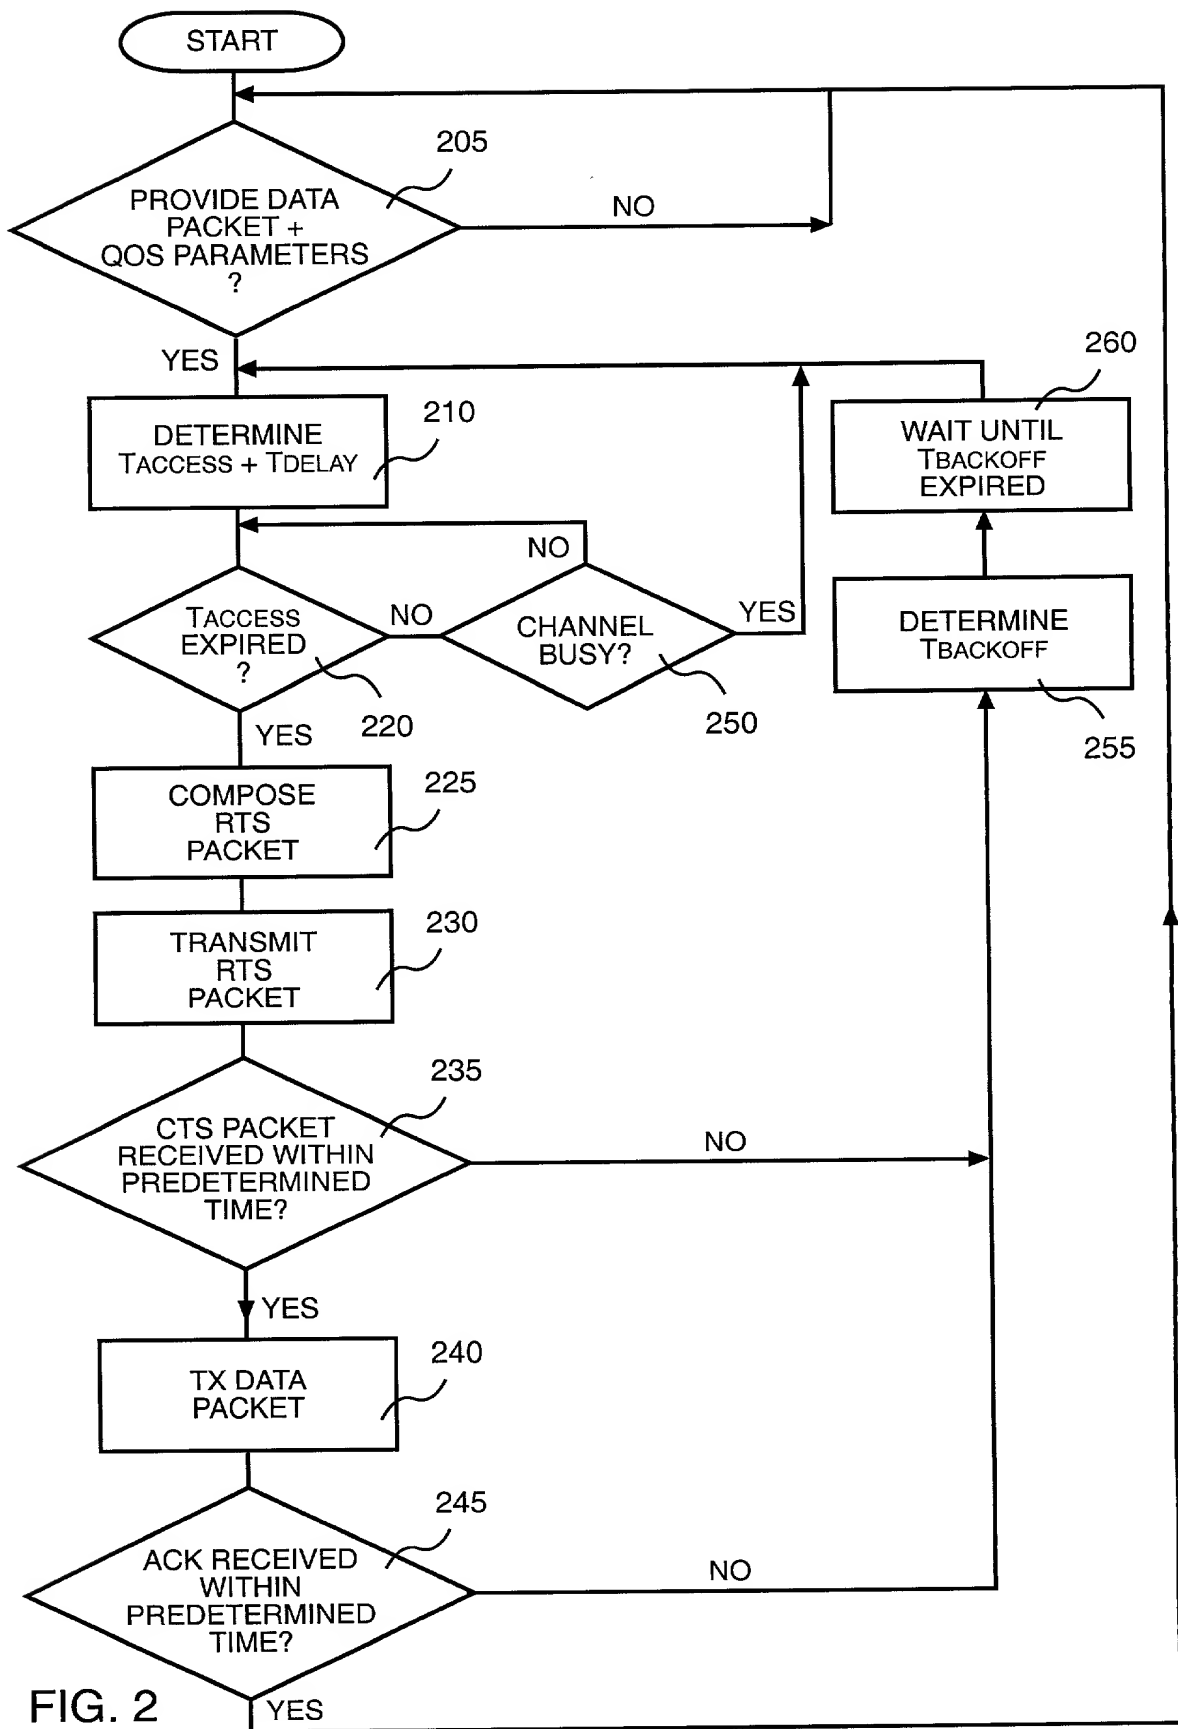 START
205
PROVIDE DATA
PACKET +
QOS PARAMETERS
?
NO
YES
260
210
DETERMINE
TACCESS + TDELAY
WAIT UNTIL
TBACKOFF
EXPIRED
NO
TACCESS
EXPIRED
?
NO
CHANNEL
BUSY?
YES
DETERMINE
TBACKOFF
220
250
255
YES
225
COMPOSE
RTS
PACKET
230
TRANSMIT
RTS
PACKET
235
CTS PACKET
RECEIVED WITHIN
PREDETERMINED
TIME?
NO
YES
240
TX DATA
PACKET
245
ACK RECEIVED
WITHIN
PREDETERMINED
TIME?
NO
YES
FIG. 2